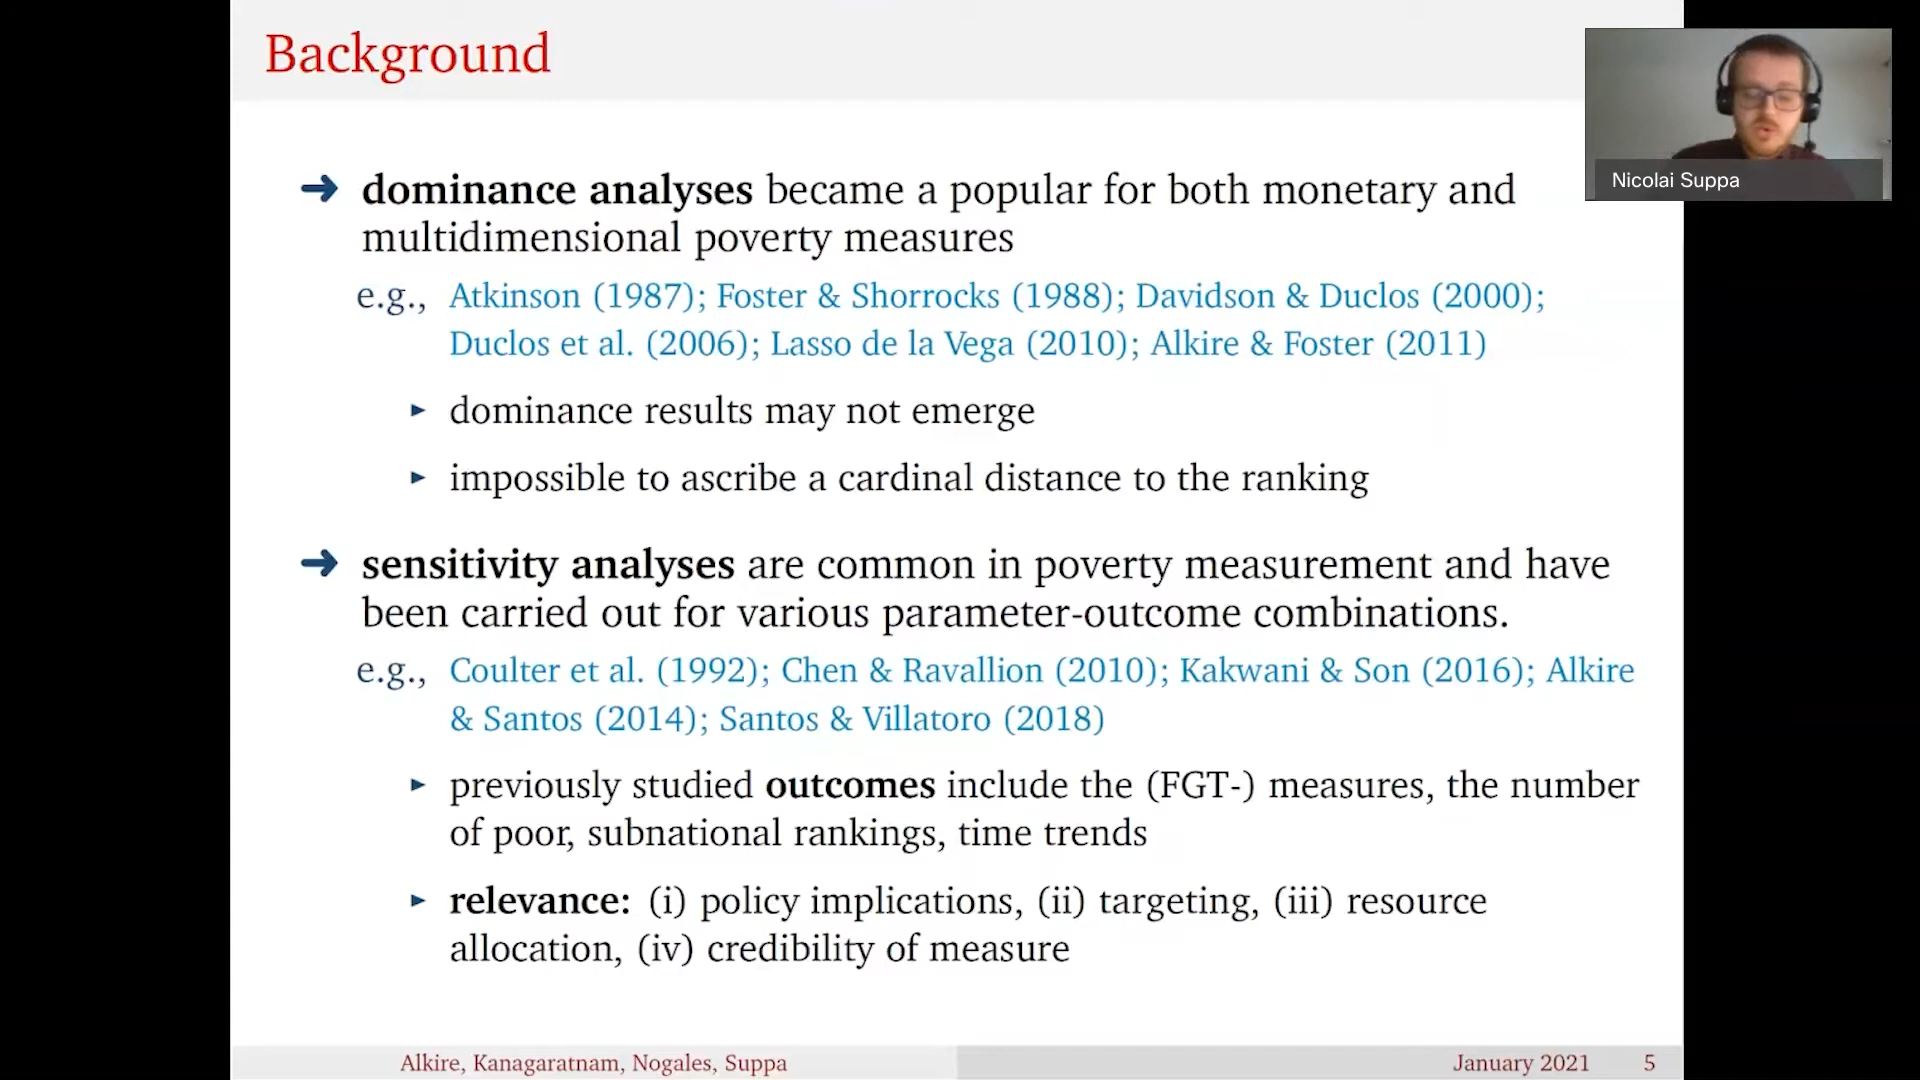 Background
Nicolai Suppa
➜ dominance analyses became a popular for both monetary and
multidimensional poverty measures
e.g., Atkinson (1987); Foster & Shorrocks (1988); Davidson & Duclos (2000);
Duclos et al. (2006); Lasso de la Vega (2010); Alkire & Foster (2011)
► dominance results may not emerge
► impossible to ascribe a cardinal distance to the ranking
➜ sensitivity analyses are common in poverty measurement and have
been carried out for various parameter-outcome combinations.
e.g., Coulter et al. (1992); Chen & Ravallion (2010); Kakwani & Son (2016); Alkire
& Santos (2014); Santos & Villatoro (2018)
► previously studied outcomes include the (FGT-) measures, the number
of poor, subnational rankings, time trends
► relevance: (i) policy implications, (ii) targeting, (iii) resource
allocation, (iv) credibility of measure
Alkire, Kanagaratnam, Nogales, Suppa January 2021 5